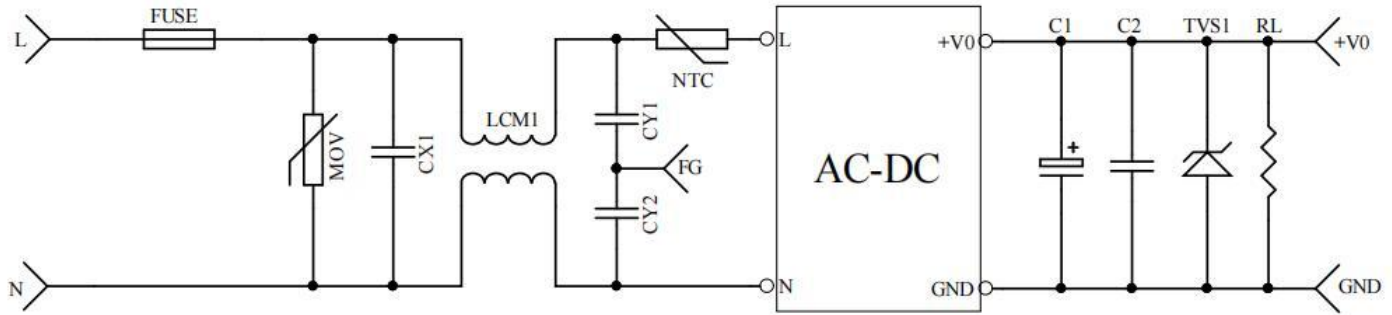 FUSE
L
MOV
CX1
LCM1
CY1
FG
CY2
NTC
L
N
N
AC-DC
+V0
GND
C1
C2
TVS1
RL
+
+V0
GND